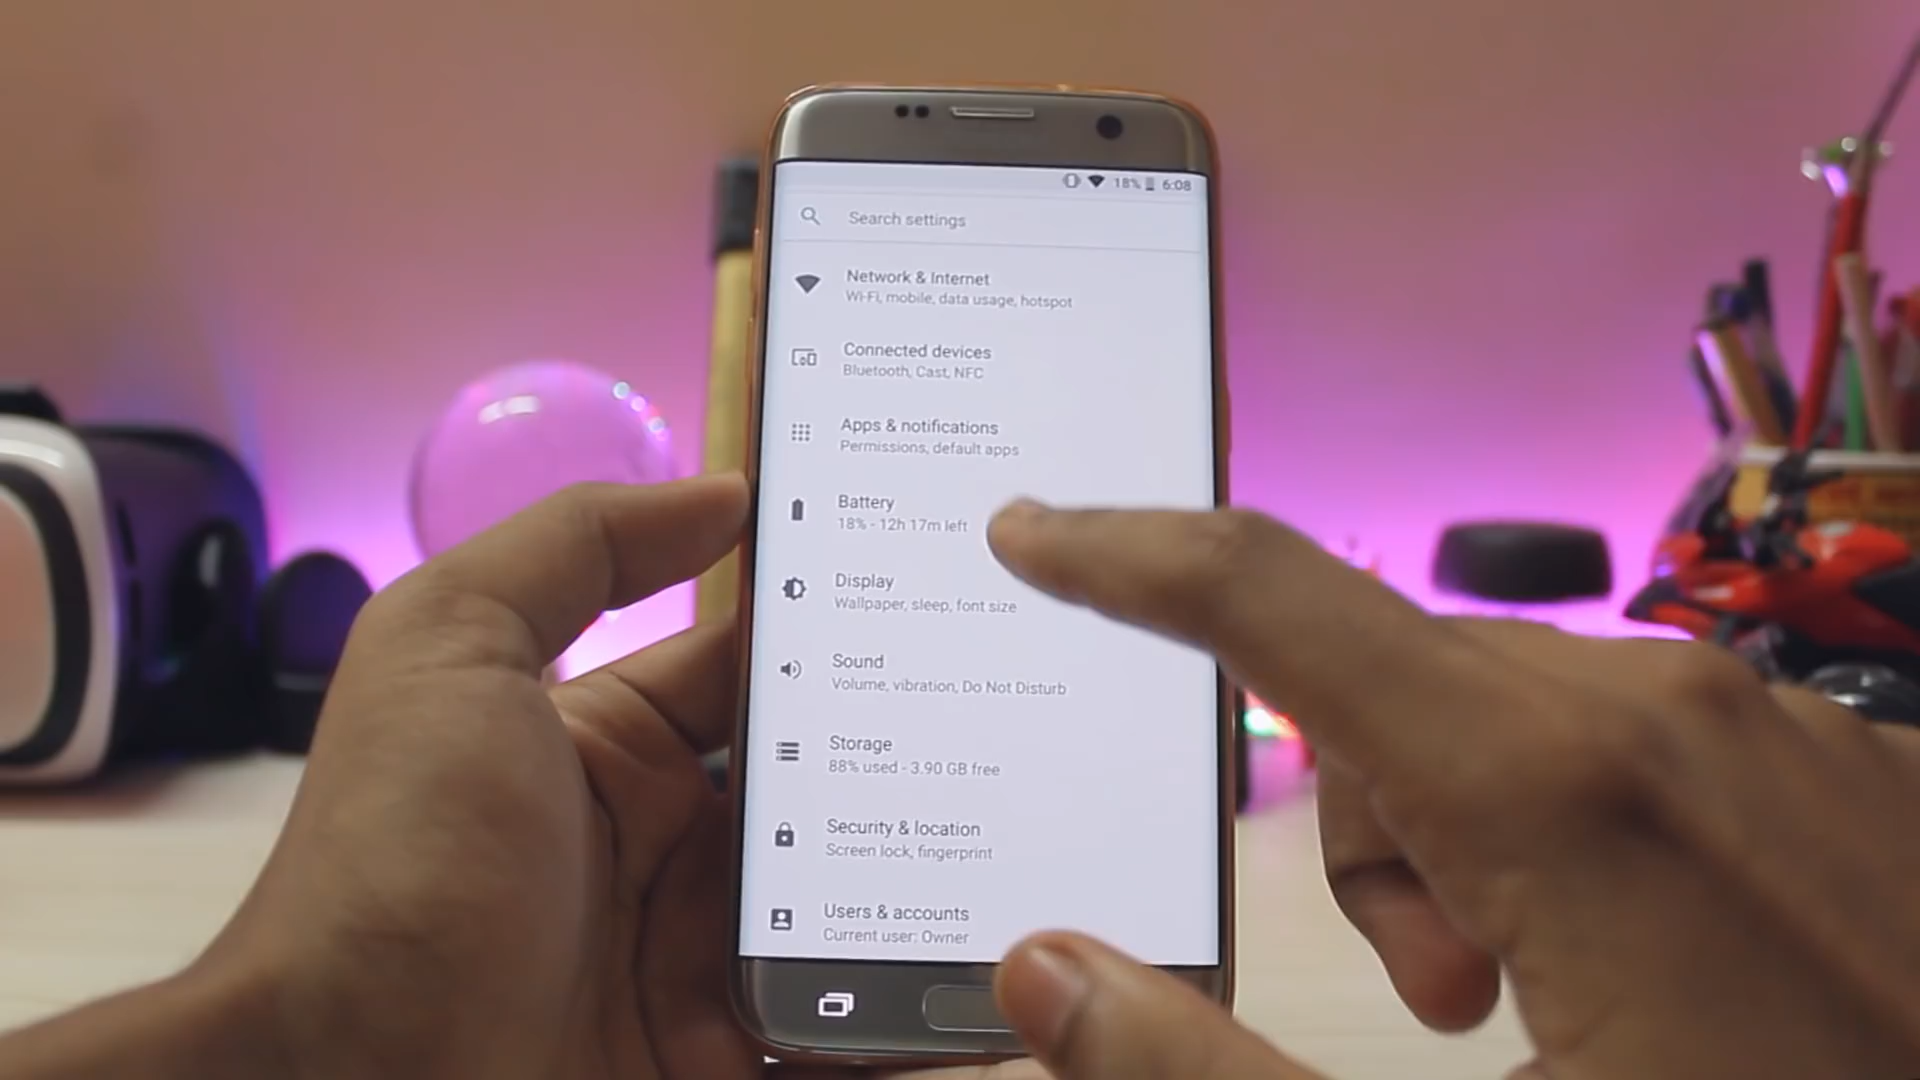 18% 6:08
Search settings
Network & Internet
Wi-Fi, mobile, data usage, hotspot
Connected devices
Bluetooth, Cast, NFC
Apps & notifications
Permissions, default apps
Battery
18% - 12h 17m left
Display
Wallpaper, sleep, font size
Sound
Volume, vibration, Do Not Disturb
Storage
88% used - 3.90 GB free
Security & location
Screen lock, fingerprint
Users & accounts
Current user: Owner